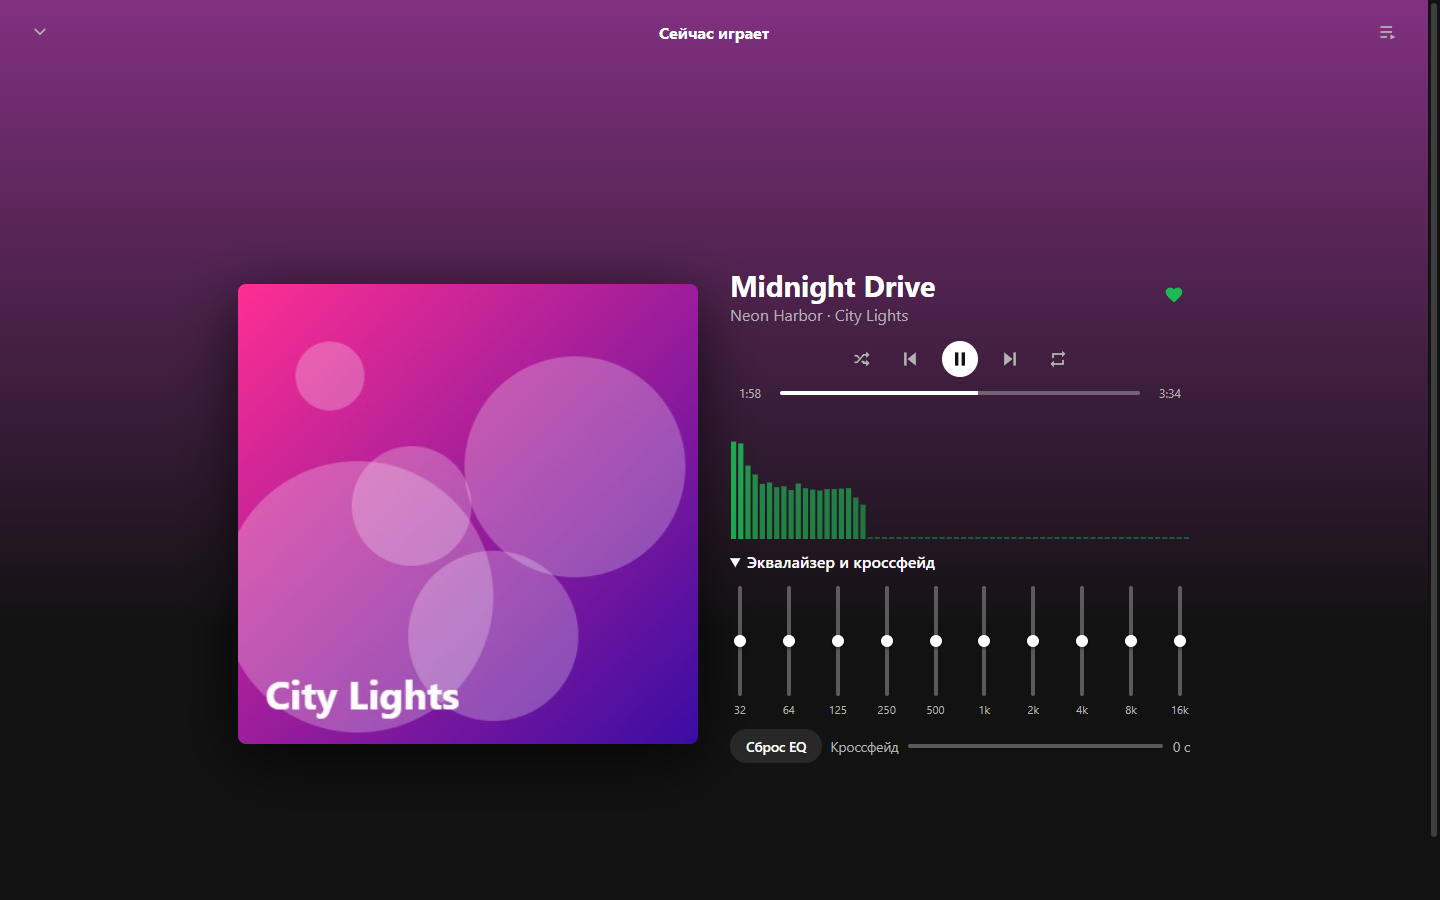 Сейчас играет
City Lights
Midnight Drive
Neon Harbor · City Lights
1:58 3:34
Эквалайзер и кроссфейд
32 64 125 250 500 1k 2k 4k 8k 16k
Сброс EQ Кроссфейд 0 с